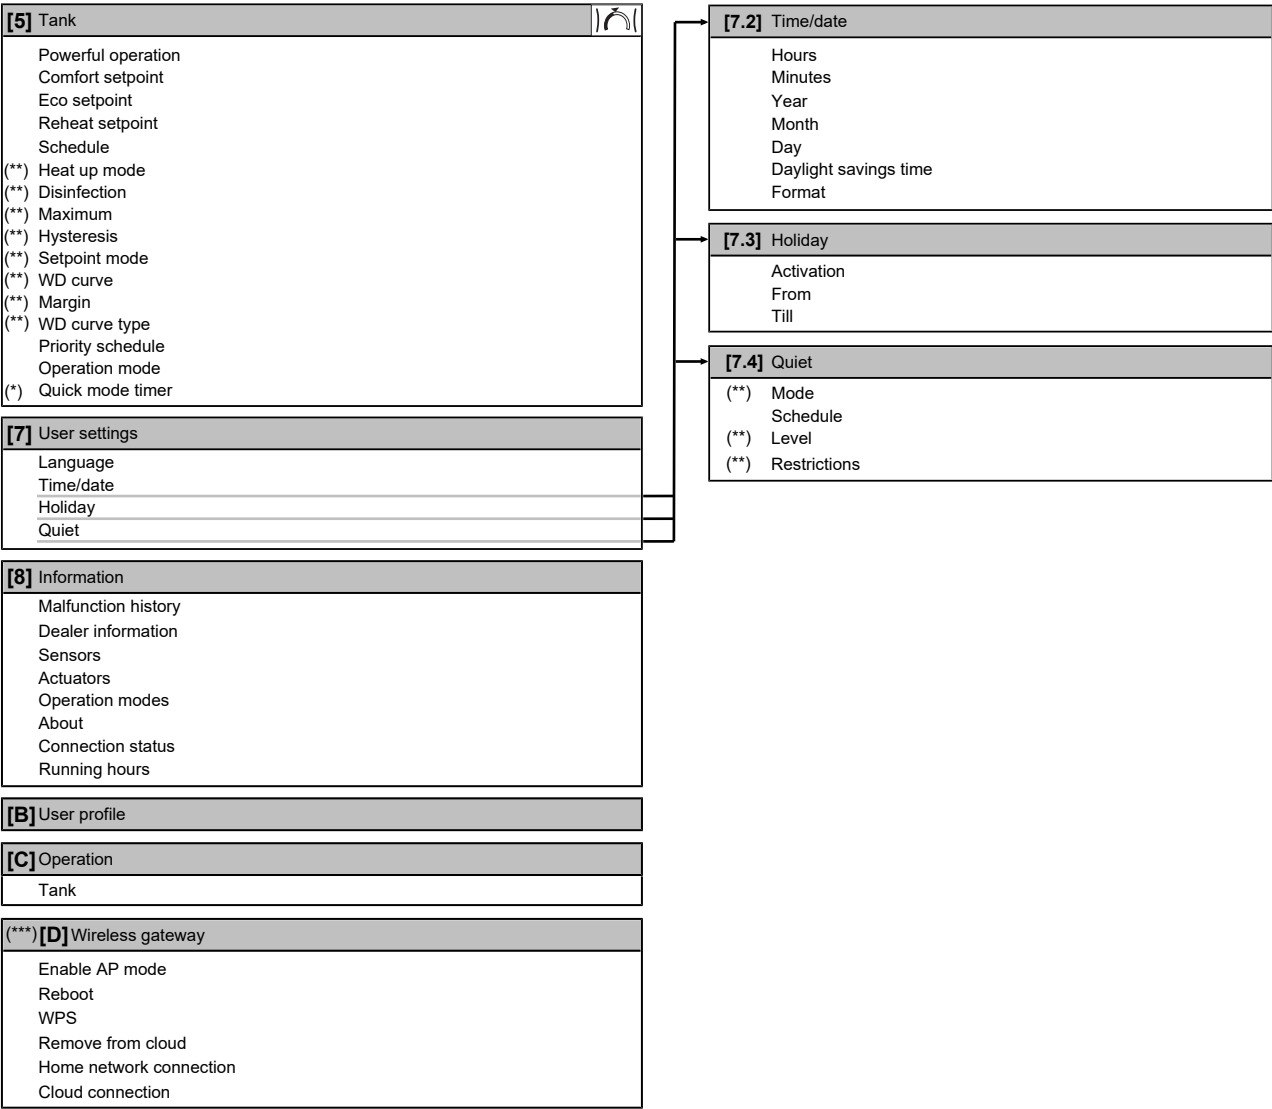 [5] Tank
Powerful operation
Comfort setpoint
Eco setpoint
Reheat setpoint
Schedule
(**) Heat up mode
(**) Disinfection
(**) Maximum
(**) Hysteresis
(**) Setpoint mode
(**) WD curve
(**) Margin
(**) WD curve type
Priority schedule
Operation mode
(*) Quick mode timer
[7] User settings
Language
Time/date
Holiday
Quiet
[8] Information
Malfunction history
Dealer information
Sensors
Actuators
Operation modes
About
Connection status
Running hours
[B] User profile
[C] Operation
Tank
(***) [D] Wireless gateway
Enable AP mode
Reboot
WPS
Remove from cloud
Home network connection
Cloud connection
[7.2] Time/date
Hours
Minutes
Year
Month
Day
Daylight savings time
Format
[7.3] Holiday
Activation
From
Till
[7.4] Quiet
(**) Mode
Schedule
(**) Level
(**) Restrictions